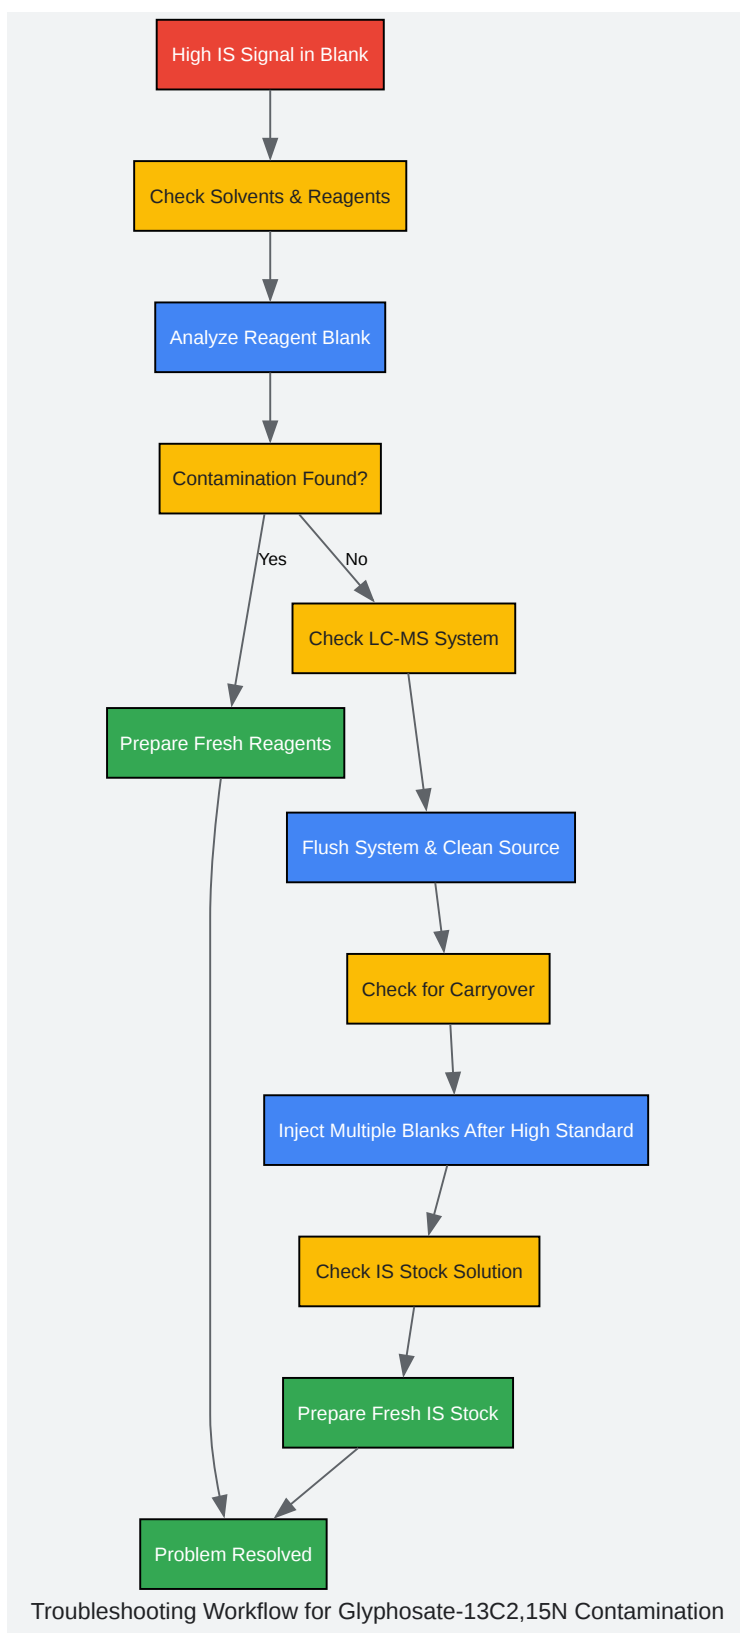 High IS Signal in Blank
Check Solvents & Reagents
Analyze Reagent Blank
Contamination Found?
Yes
No
Check LC-MS System
Prepare Fresh Reagents
Flush System & Clean Source
Check for Carryover
Inject Multiple Blanks After High Standard
Check IS Stock Solution
Prepare Fresh IS Stock
Problem Resolved
Troubleshooting Workflow for Glyphosate-13C2,15N Contamination